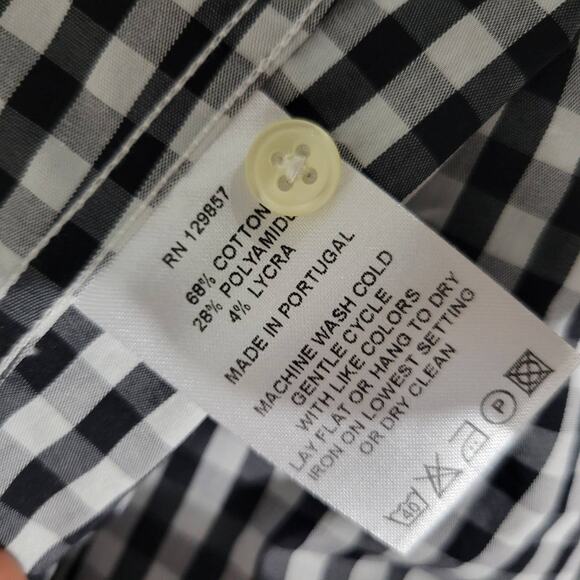 RN 129857
68% COTTON
28% POLYAMIDE
4% LYCRA
MADE IN PORTUGAL
MACHINE WASH COLD
GENTLE CYCLE
WITH LIKE COLORS
LAY FLAT OR HANG TO DRY
IRON ON LOWEST SETTING
OR DRY CLEAN
P